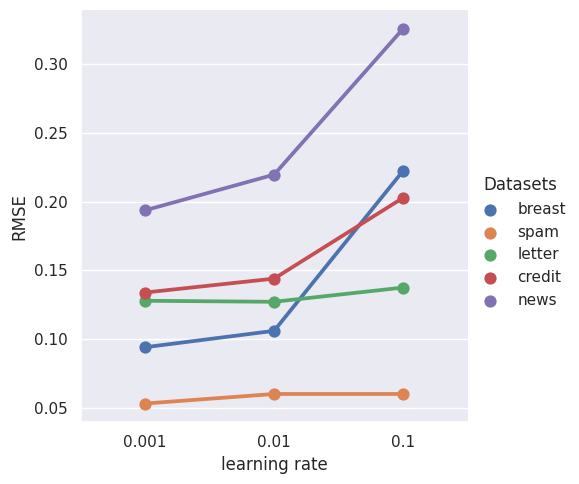 0.30
0.25
0.20
0.15
0.10
0.05
RMSE
0.001 0.01 0.1
learning rate
Datasets
breast
spam
letter
credit
news